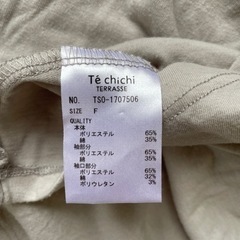 Te chichi
TERRASSE
NO. TSO-1707506
SIZE F
QUALITY
本体
ポリエステル 65%
綿 35%
袖部分
ポリエステル 65%
綿 35%
袖口部分
ポリエステル 65%
綿 32%
ポリウレタン 3%